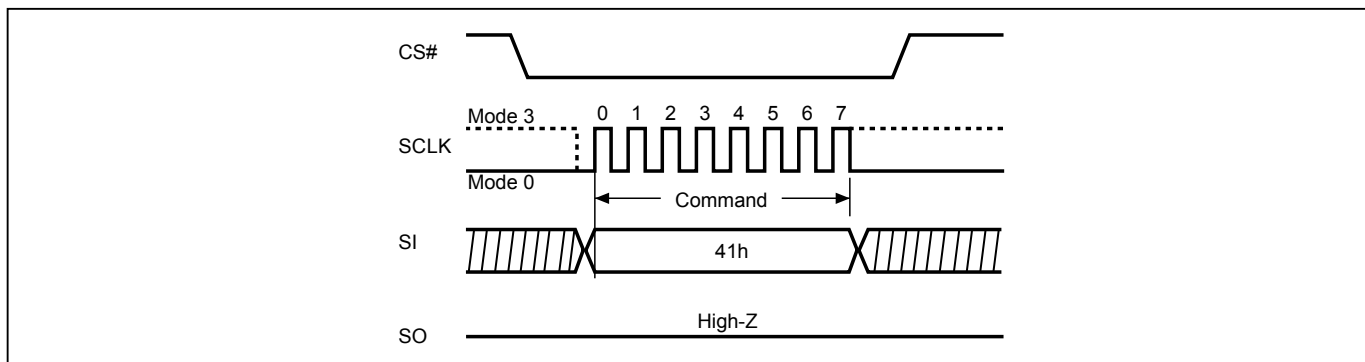 CS#
Mode 3 0 1 2 3 4 5 6 7
SCLK
Mode 0
Command
SI
41h
High-Z
SO